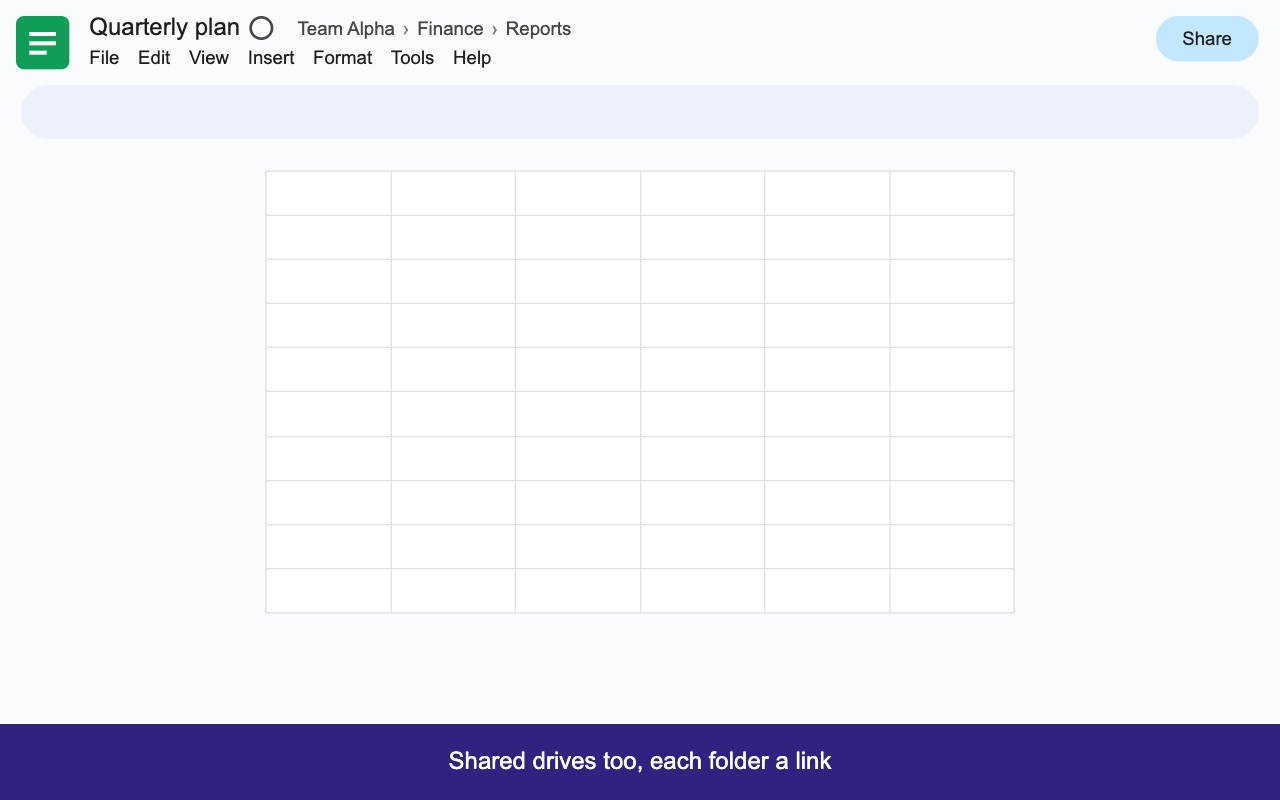 Quarterly plan Team Alpha › Finance › Reports
File Edit View Insert Format Tools Help
Share
Shared drives too, each folder a link